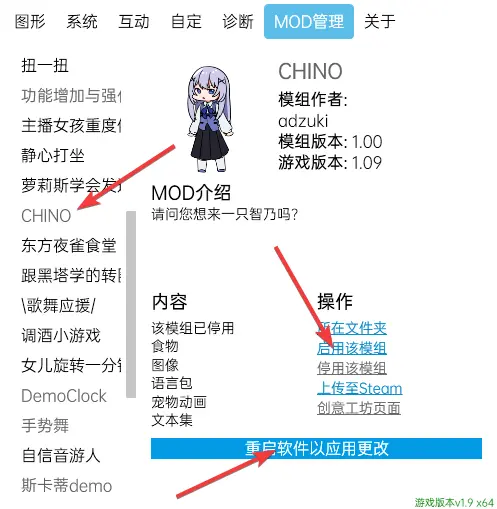 图形 系统 互动 自定 诊断 MOD管理 关于
扭一扭
功能增加与强化
主播女孩重度
静心打坐
萝莉斯学会发
CHINO
东方夜雀食堂
跟黑塔学的转
\歌舞应援/
调酒小游戏
女儿旋转一分
DemoClock
手势舞
自信音游人
斯卡蒂demo
CHINO
模组作者:
adzuki
模组版本: 1.00
游戏版本: 1.09
MOD介绍
请问您想来一只智乃吗?
内容
该模组已停用
食物
图像
语言包
宠物动画
文本集
操作
所在文件夹
启用该模组
停用该模组
上传至Steam
创意工坊页面
重启软件以应用更改
游戏版本v1.9 x64